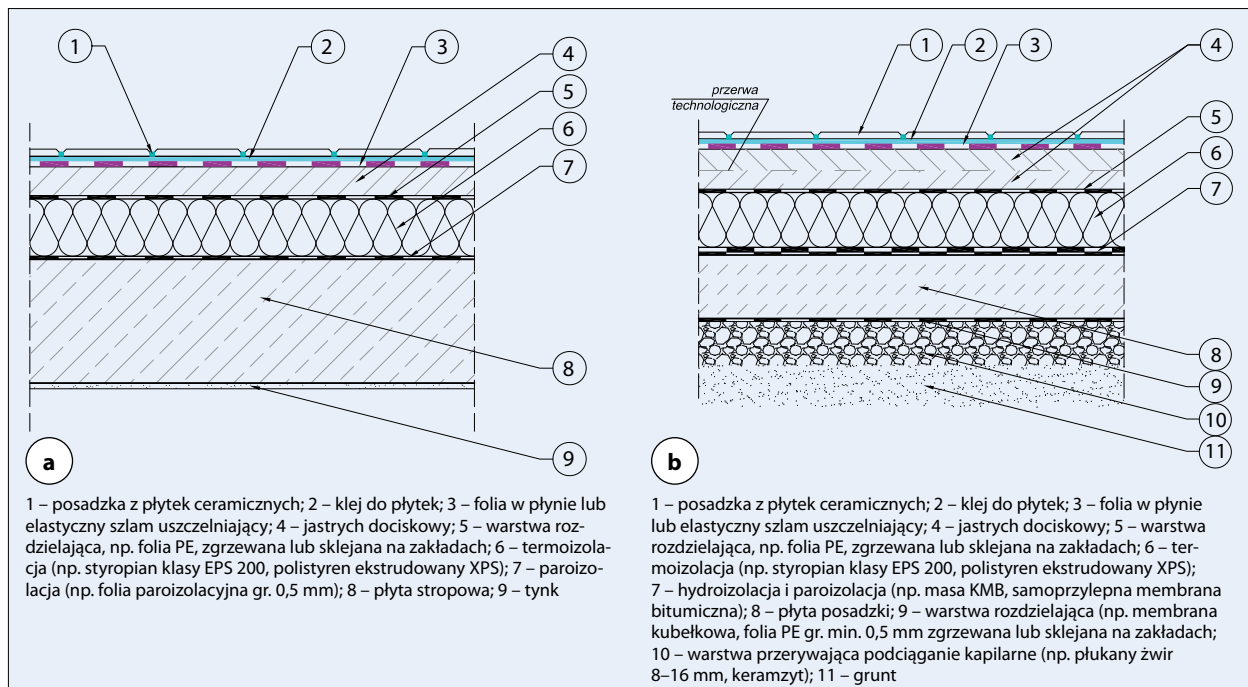 1
2
3
4
5
6
7
8
9
a
1 – posadzka z płytek ceramicznych; 2 – klej do płytek; 3 – folia w płynie lub
elastyczny szlam uszczelniający; 4 – jastrych dociskowy; 5 – warstwa roz-
dzielająca, np. folia PE, zgrzewana lub sklejana na zakładach; 6 – termoizola-
cja (np. styropian klasy EPS 200, polistyren ekstrudowany XPS); 7 – paroizo-
lacja (np. folia paroizolacyjna gr. 0,5 mm); 8 – płyta stropowa; 9 – tynk
1
2
3
4
przerwa
technologiczna
5
6
7
8
9
10
11
b
1 – posadzka z płytek ceramicznych; 2 – klej do płytek; 3 – folia w płynie
lub elastyczny szlam uszczelniający; 4 – jastrych dociskowy; 5 – warstwa
rozdzielająca, np. folia PE, zgrzewana lub sklejana na zakładach; 6 – ter-
moizolacja (np. styropian klasy EPS 200, polistyren ekstrudowany XPS);
7 – hydroizolacja i paroizolacja (np. masa KMB, samoprzylepna membrana
bitumiczna); 8 – płyta posadzki; 9 – warstwa rozdzielająca (np. membrana
kubełkowa, folia PE gr. min. 0,5 mm zgrzewana lub sklejana na zakładach;
10 – warstwa przerywająca podciąganie kapilarne (np. płukany żwir
8–16 mm, keramzyt); 11 – grunt